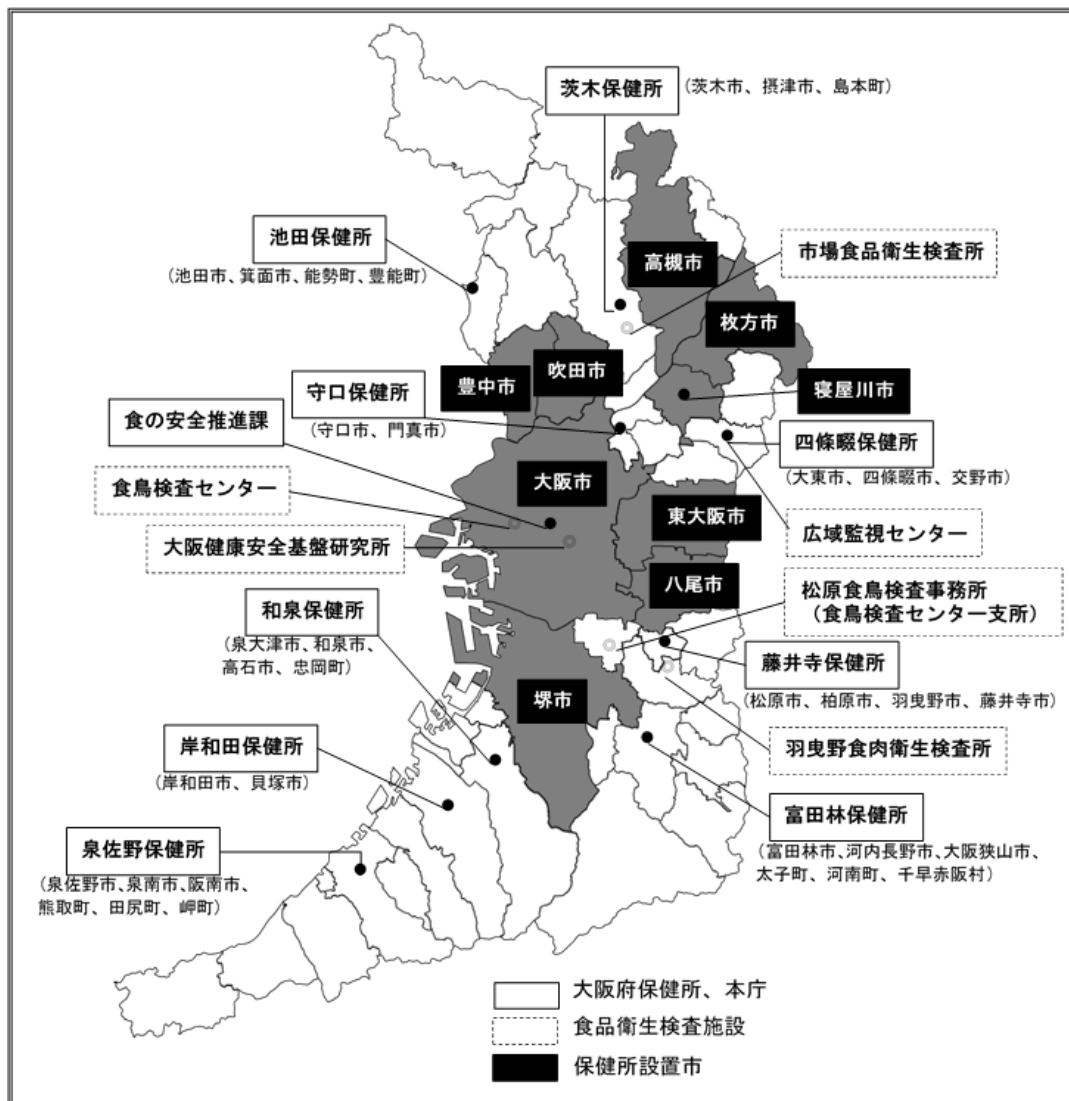 茨木保健所
(茨木市、摂津市、島本町)
池田保健所
(池田市、箕面市、能勢町、豊能町)
高槻市
市場食品衛生検査所
枚方市
吹田市
豊中市
守口保健所
(守口市、門真市)
寝屋川市
食の安全推進課
四條畷保健所
(大東市、四條畷市、交野市)
大阪市
食鳥検査センター
東大阪市
広域監視センター
大阪健康安全基盤研究所
八尾市
松原食鳥検査事務所
(食鳥検査センター支所)
和泉保健所
(泉大津市、和泉市、
高石市、忠岡町)
藤井寺保健所
(松原市、柏原市、羽曳野市、藤井寺市)
堺市
羽曳野食肉衛生検査所
岸和田保健所
(岸和田市、貝塚市)
富田林保健所
(富田林市、河内長野市、大阪狭山市、
太子町、河南町、千早赤阪村)
泉佐野保健所
(泉佐野市、泉南市、阪南市、
熊取町、田尻町、岬町)
大阪府保健所、本庁
食品衛生検査施設
保健所設置市